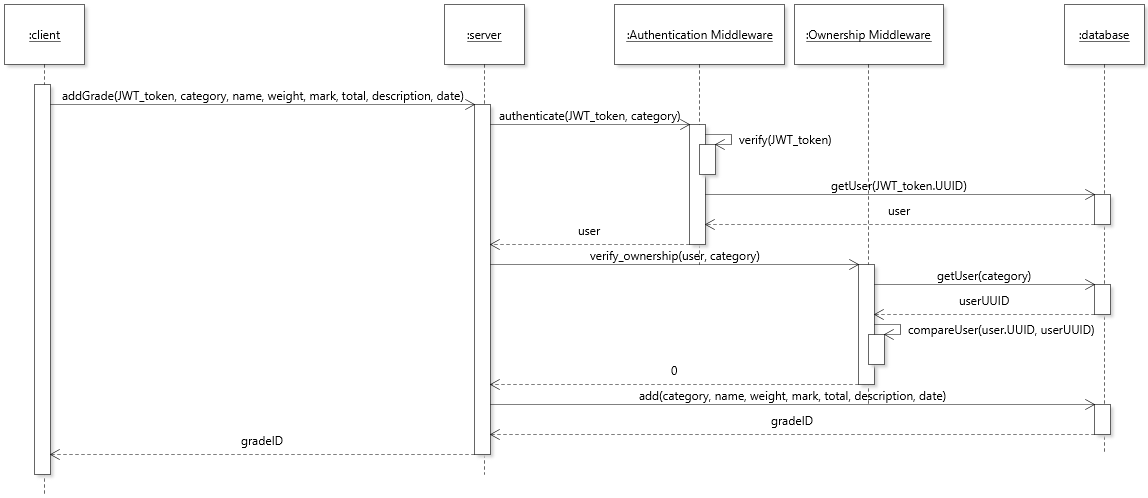 :client
:server
:Authentication Middleware
:Ownership Middleware
:database
addGrade(JWT_token, category, name, weight, mark, total, description, date)
authenticate(JWT_token, category)
verify(JWT_token)
getUser(JWT_token.UUID)
user
user
verify_ownership(user, category)
getUser(category)
userUUID
compareUser(user.UUID, userUUID)
0
add(category, name, weight, mark, total, description, date)
gradeID
gradeID